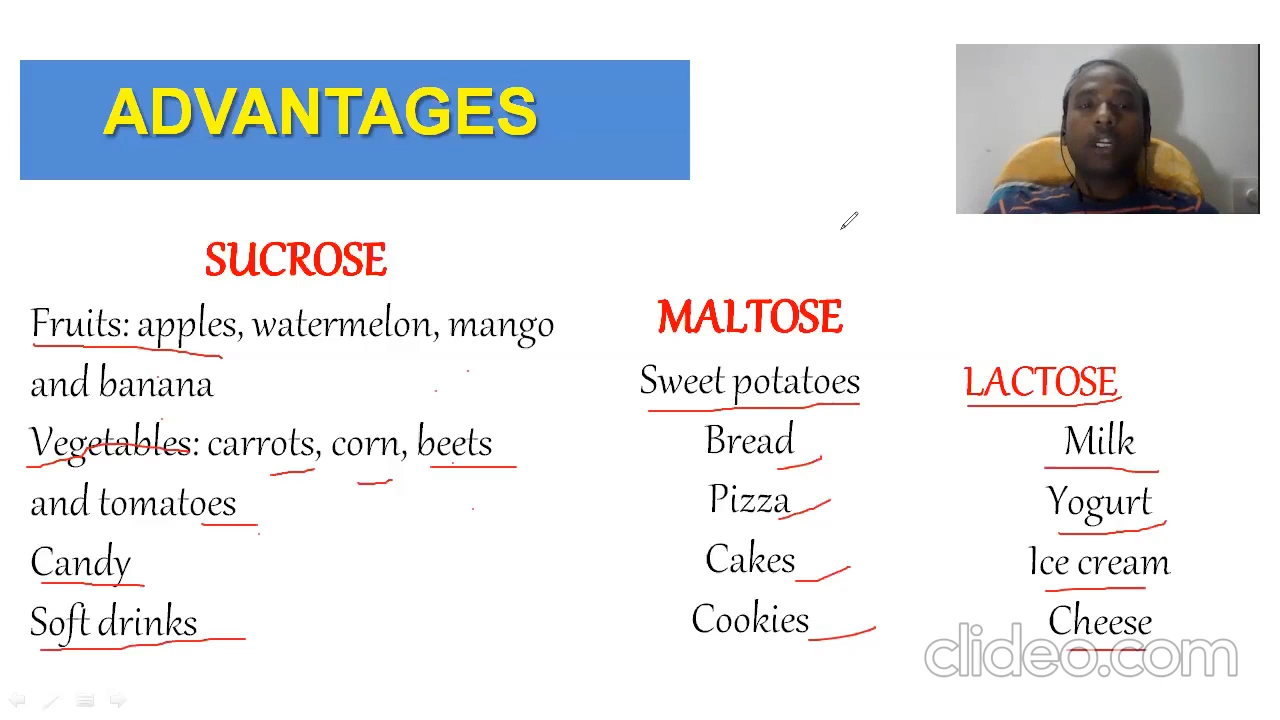 ADVANTAGES
SUCROSE
Fruits: apples, watermelon, mango
and banana
Vegetables: carrots, corn, beets
and tomatoes
Candy
Soft drinks
MALTOSE
Sweet potatoes
Bread
Pizza
Cakes
Cookies
LACTOSE
Milk
Yogurt
Ice cream
Cheese
clideo.com